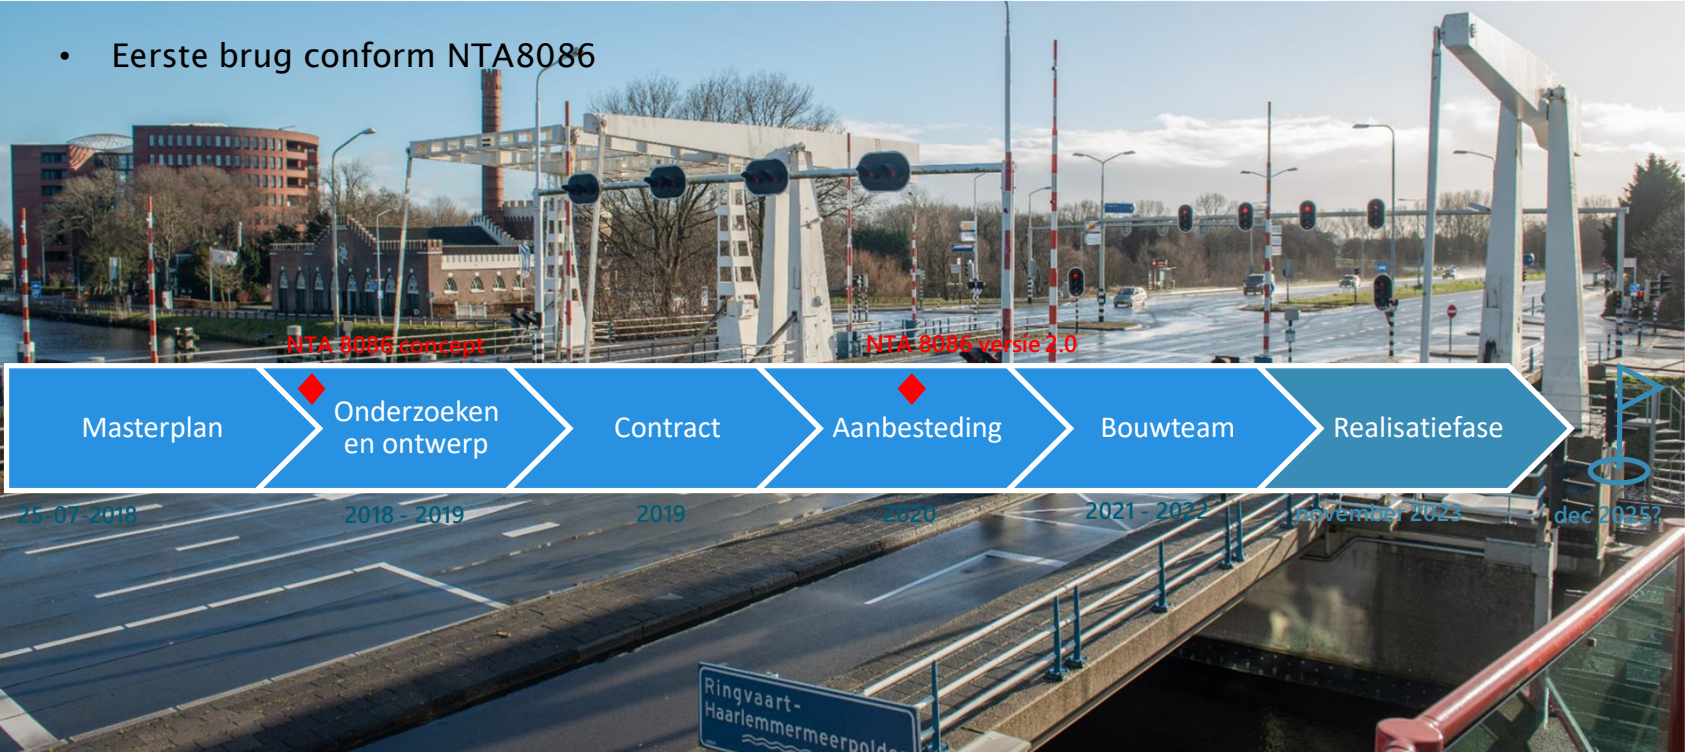 • Eerste brug conform NTA8086
NTA 8086 concept
NTA 8086 versie 2.0
Masterplan
Onderzoeken
en ontwerp
Contract
Aanbesteding
Bouwteam
Realisatiefase
25-07-2018
2018 - 2019
2019
2020
2021 - 2022
november 2023
dec 2025?
Ringvaart-
Haarlemmermeerpolde